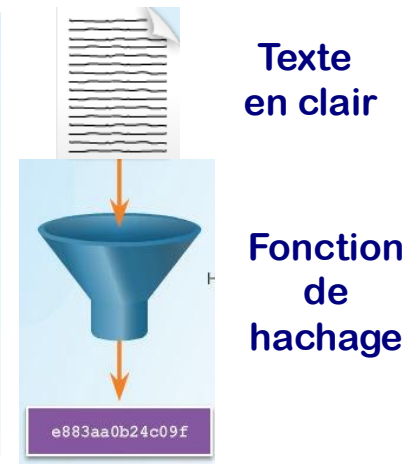 Texte
en clair
Fonction
de
hachage
e883aa0b24c09f